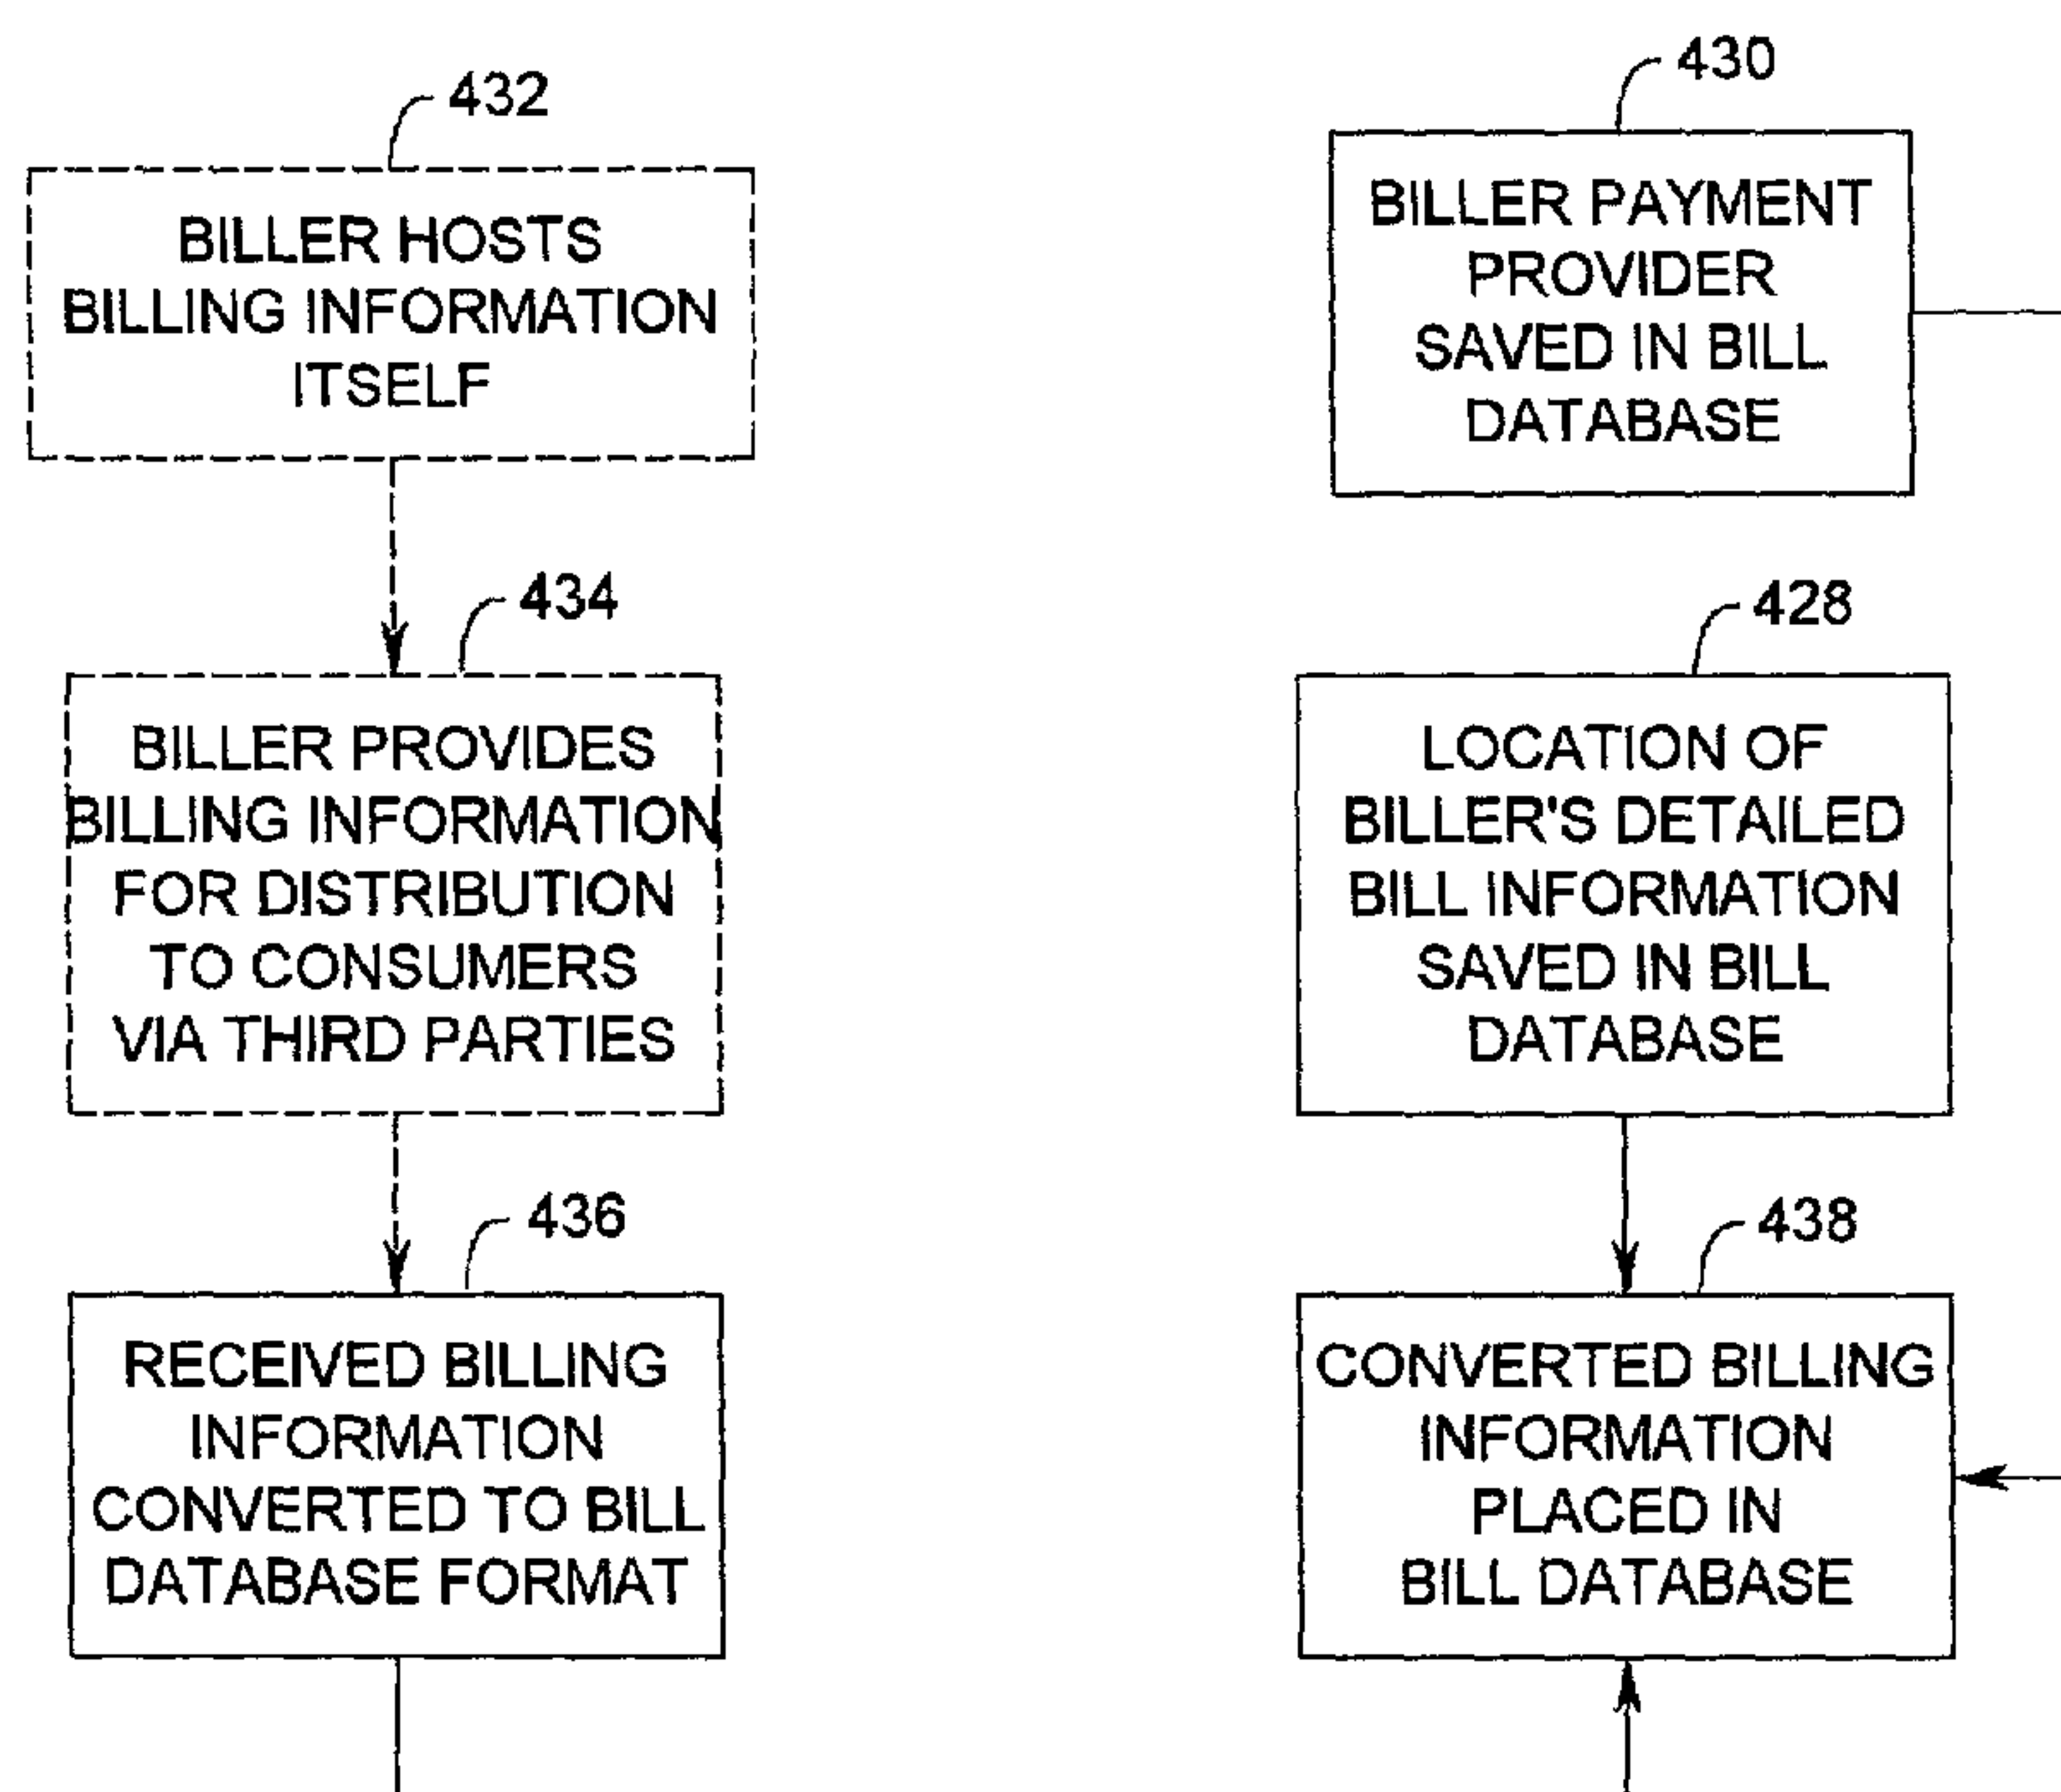 432
BILLER HOSTS
BILLING INFORMATION
ITSELF
434
BILLER PROVIDES
BILLING INFORMATION
FOR DISTRIBUTION
TO CONSUMERS
VIA THIRD PARTIES
436
RECEIVED BILLING
INFORMATION
CONVERTED TO BILL
DATABASE FORMAT
430
BILLER PAYMENT
PROVIDER
SAVED IN BILL
DATABASE
428
LOCATION OF
BILLER'S DETAILED
BILL INFORMATION
SAVED IN BILL
DATABASE
438
CONVERTED BILLING
INFORMATION
PLACED IN
BILL DATABASE